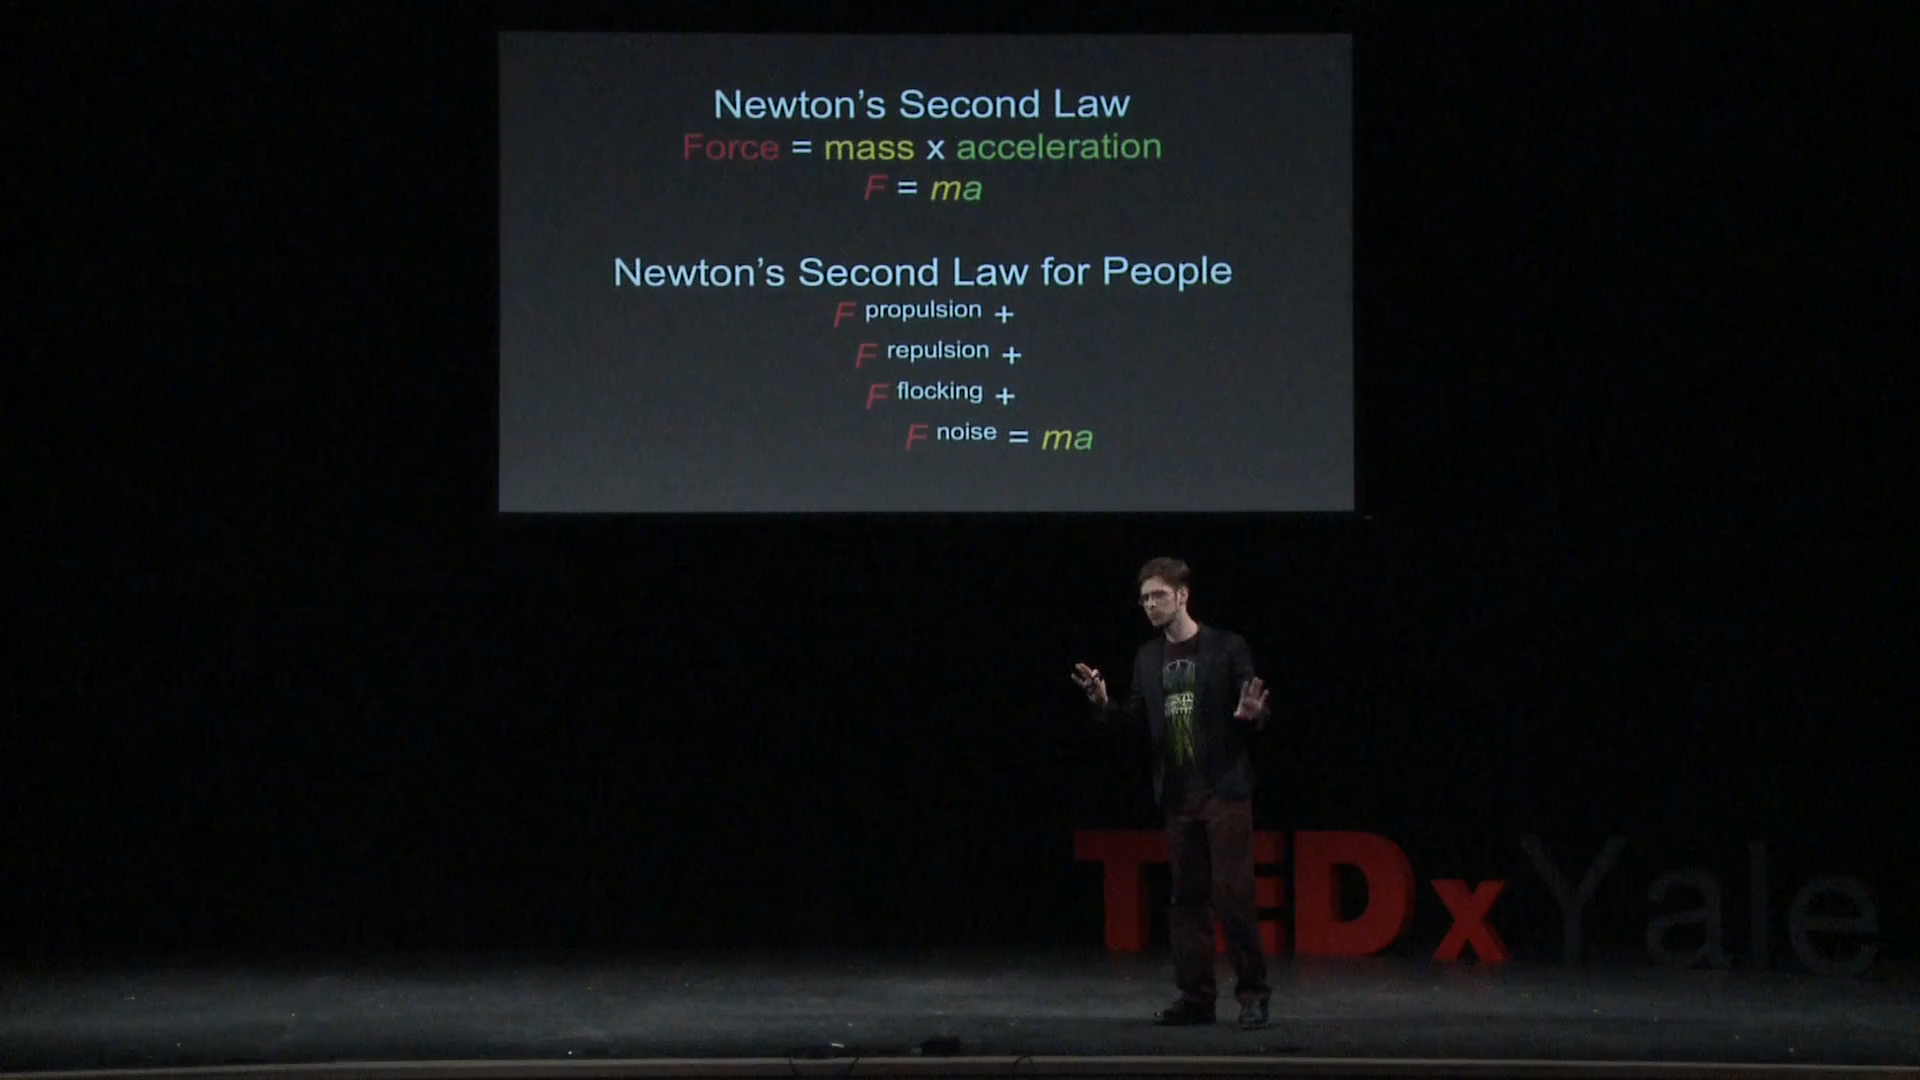 Newton’s Second Law
Force = mass x acceleration
F = ma
Newton’s Second Law for People
F propulsion +
F repulsion +
F flocking +
F noise = ma
TEDxYale